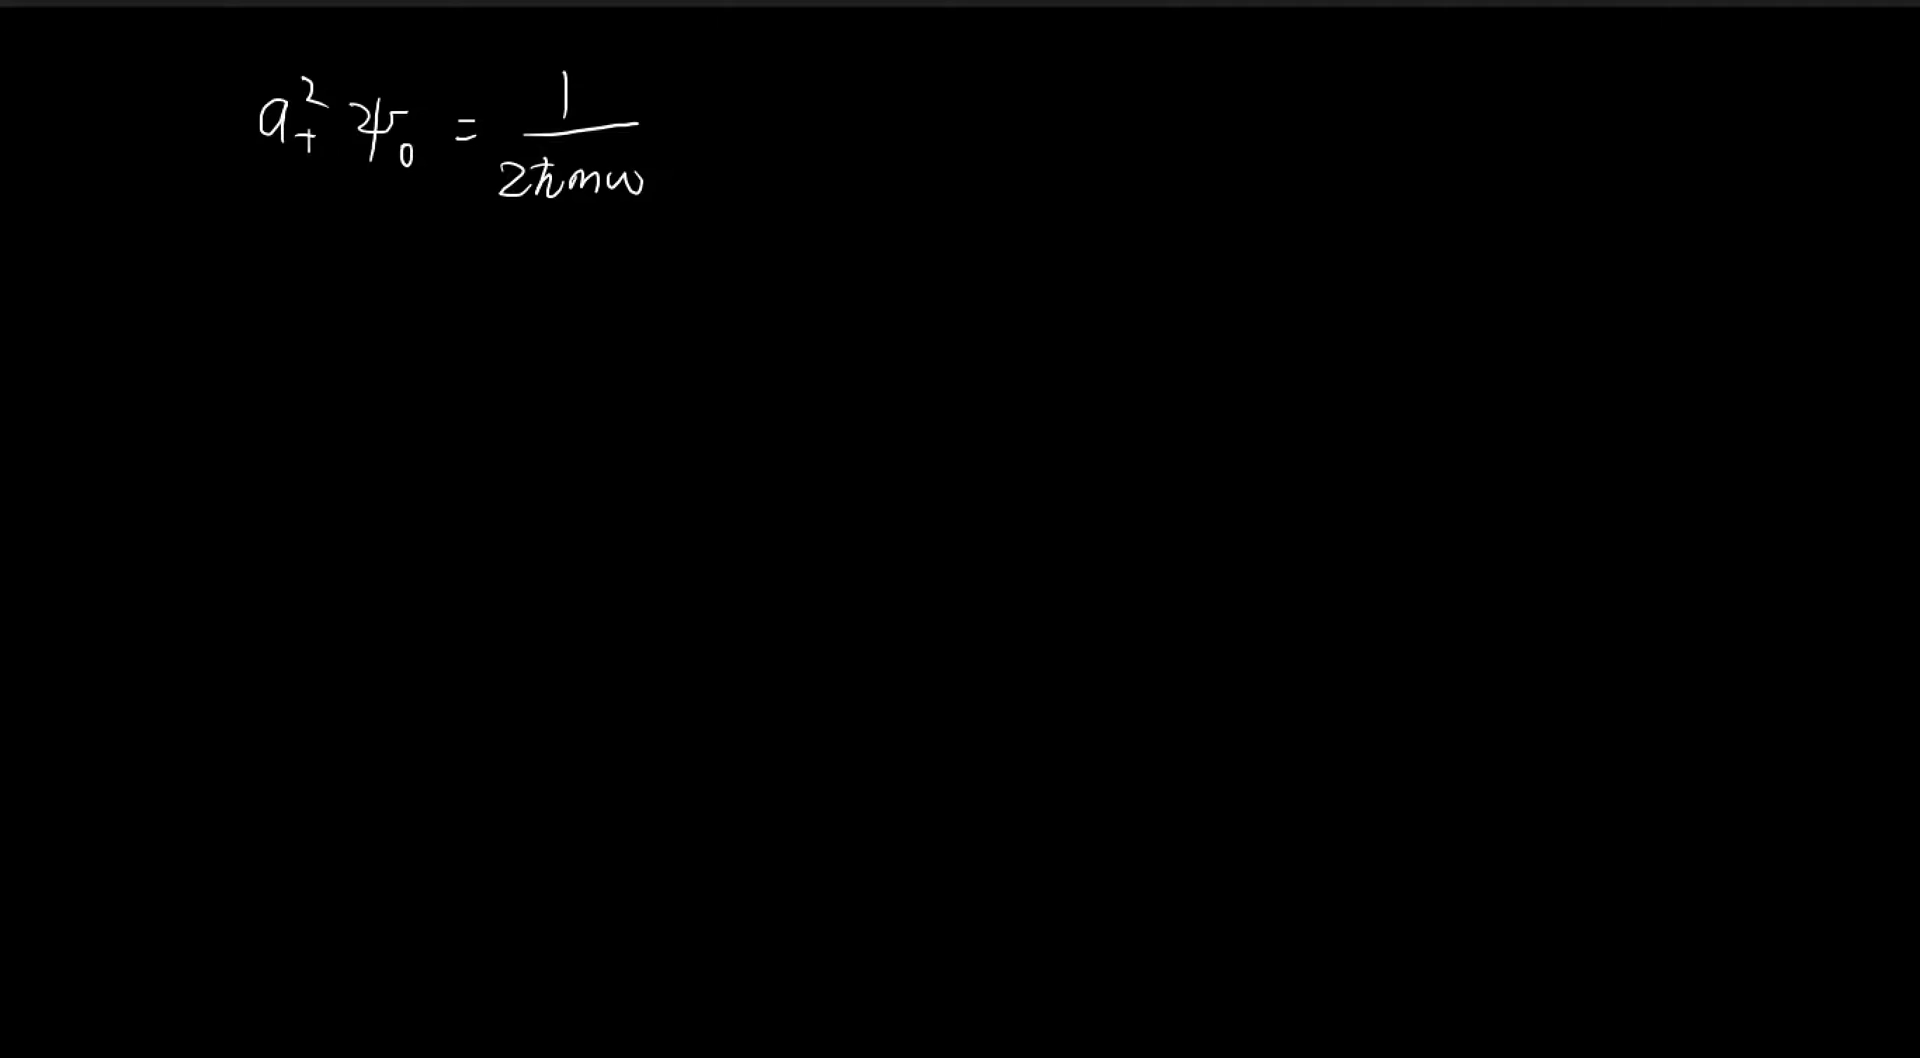 a₊² ψ₀ = 1/(2ℏmω)